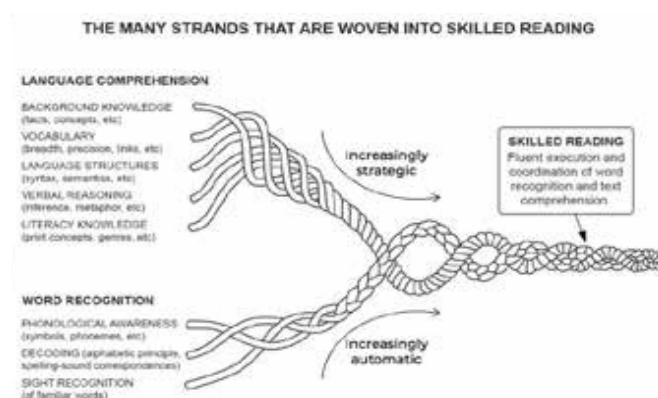 THE MANY STRANDS THAT ARE WOVEN INTO SKILLED READING
LANGUAGE COMPREHENSION
BACKGROUND KNOWLEDGE
(facts, concepts, etc)
VOCABULARY
(breadth, precision, links, etc)
LANGUAGE STRUCTURES
(syntax, semantics, etc)
VERBAL REASONING
(inference, metaphor, etc)
LITERACY KNOWLEDGE
(print concepts, genres, etc)
Increasingly
strategic
SKILLED READING
Fluent execution and
coordination of word
recognition and text
comprehension
WORD RECOGNITION
PHONOLOGICAL AWARENESS
(symbols, phonemes, etc)
DECODING (alphabetic principle,
spelling-sound correspondences)
SIGHT RECOGNITION
(of familiar words)
Increasingly
automatic